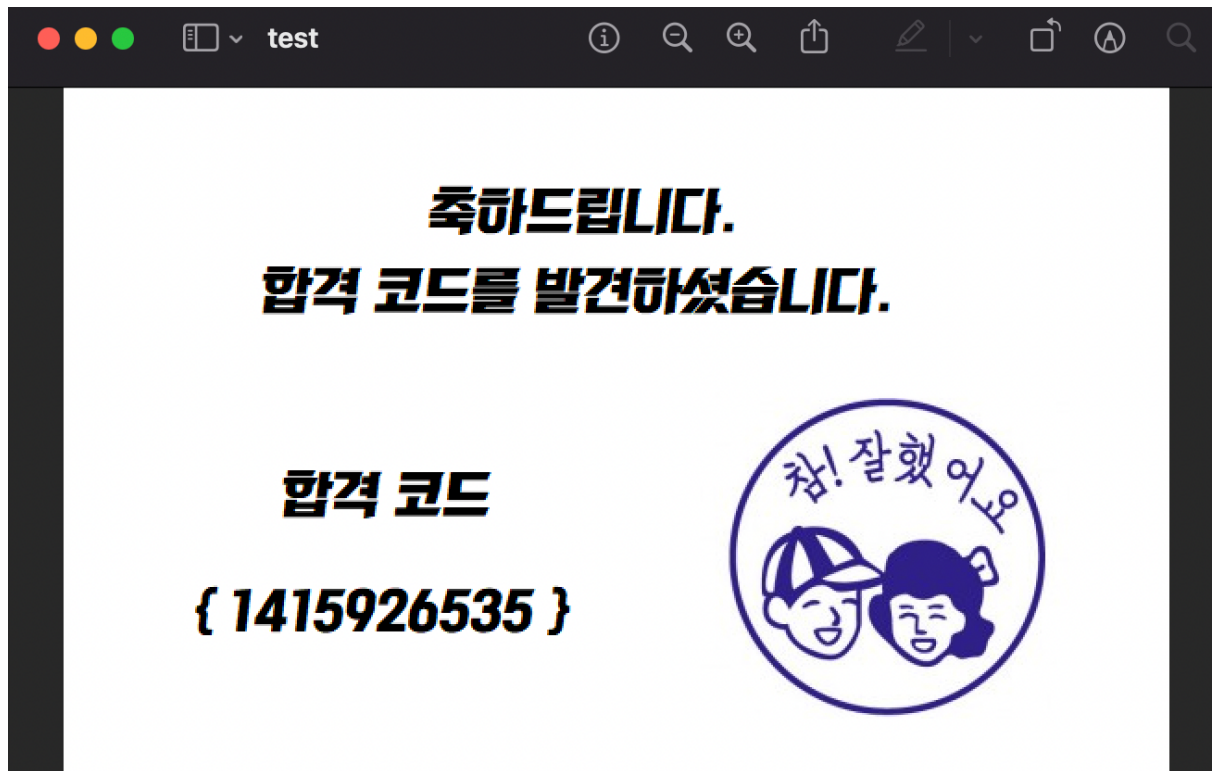 test
축하드립니다.
합격 코드를 발견하셨습니다.
참! 잘했어요
합격 코드
{ 1415926535 }